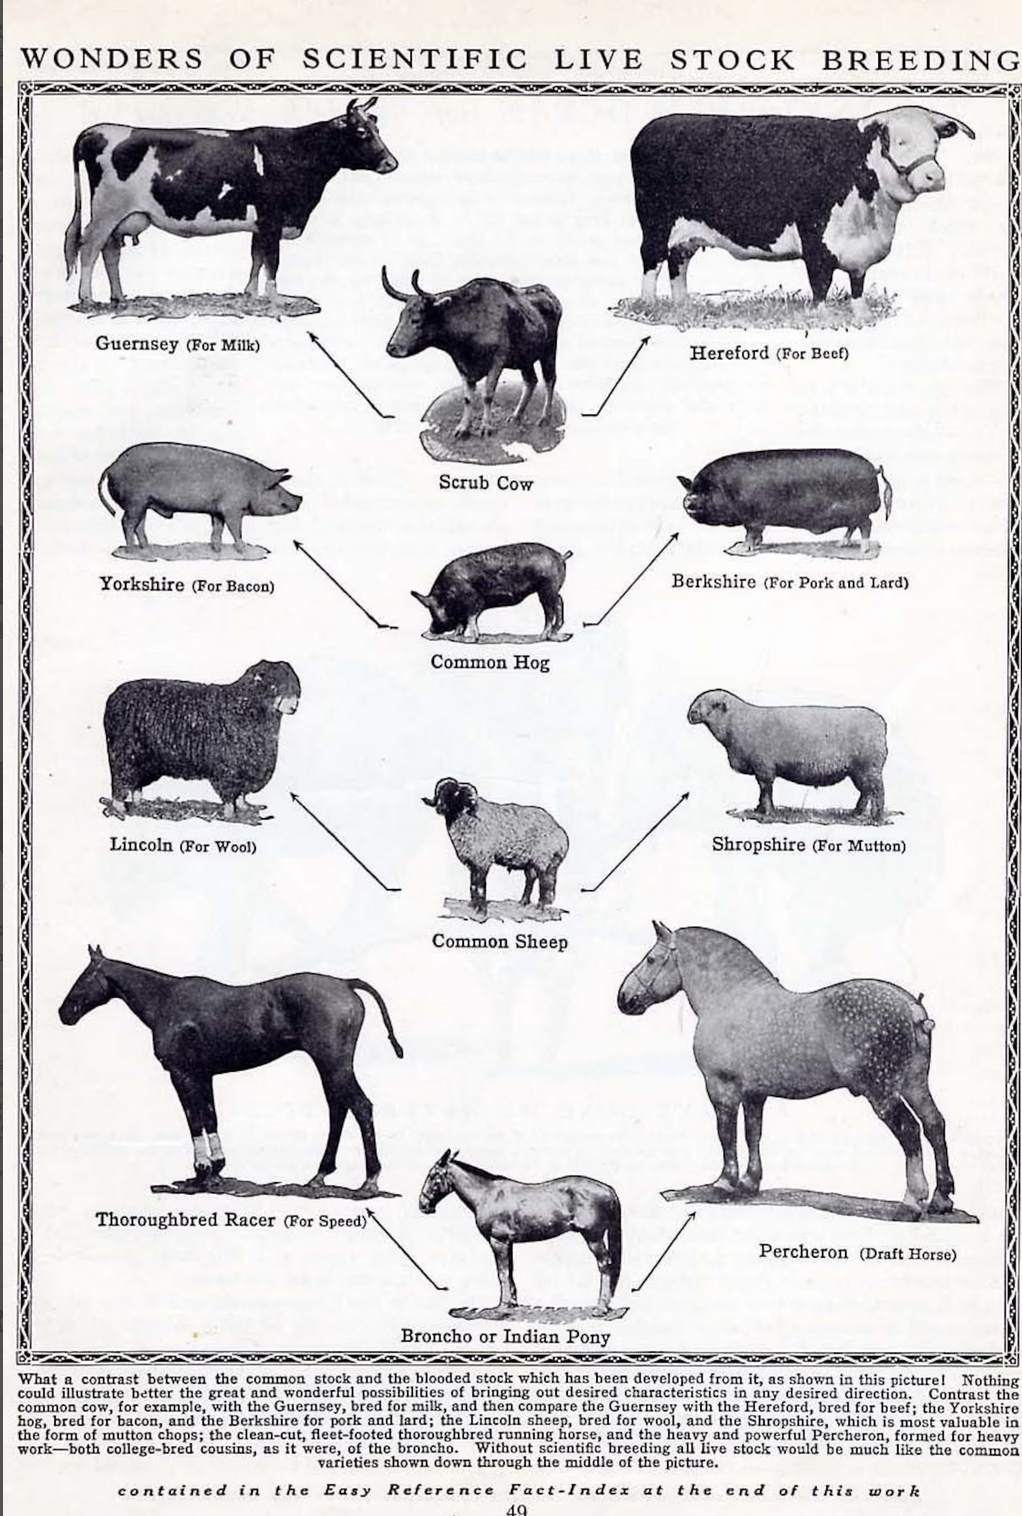 WONDERS OF SCIENTIFIC LIVE STOCK BREEDING
Guernsey (For Milk)
Hereford (For Beef)
Scrub Cow
Yorkshire (For Bacon)
Berkshire (For Pork and Lard)
Common Hog
Lincoln (For Wool)
Shropshire (For Mutton)
Common Sheep
Thoroughbred Racer (For Speed)
Percheron (Draft Horse)
Broncho or Indian Pony
What a contrast between the common stock and the blooded stock which has been developed from it, as shown in this picture! Nothing
could illustrate better the great and wonderful possibilities of bringing out desired characteristics in any desired direction. Contrast the
common cow, for example, with the Guernsey, bred for milk, and then compare the Guernsey with the Hereford, bred for beef; the Yorkshire
hog, bred for bacon, and the Berkshire for pork and lard; the Lincoln sheep, bred for wool, and the Shropshire, which is most valuable in
the form of mutton chops; the clean-cut, fleet-footed thoroughbred running horse, and the heavy and powerful Percheron, formed for heavy
work—both college-bred cousins, as it were, of the broncho. Without scientific breeding all live stock would be much like the common
varieties shown down through the middle of the picture.
contained in the Easy Reference Fact-Index at the end of this work
49